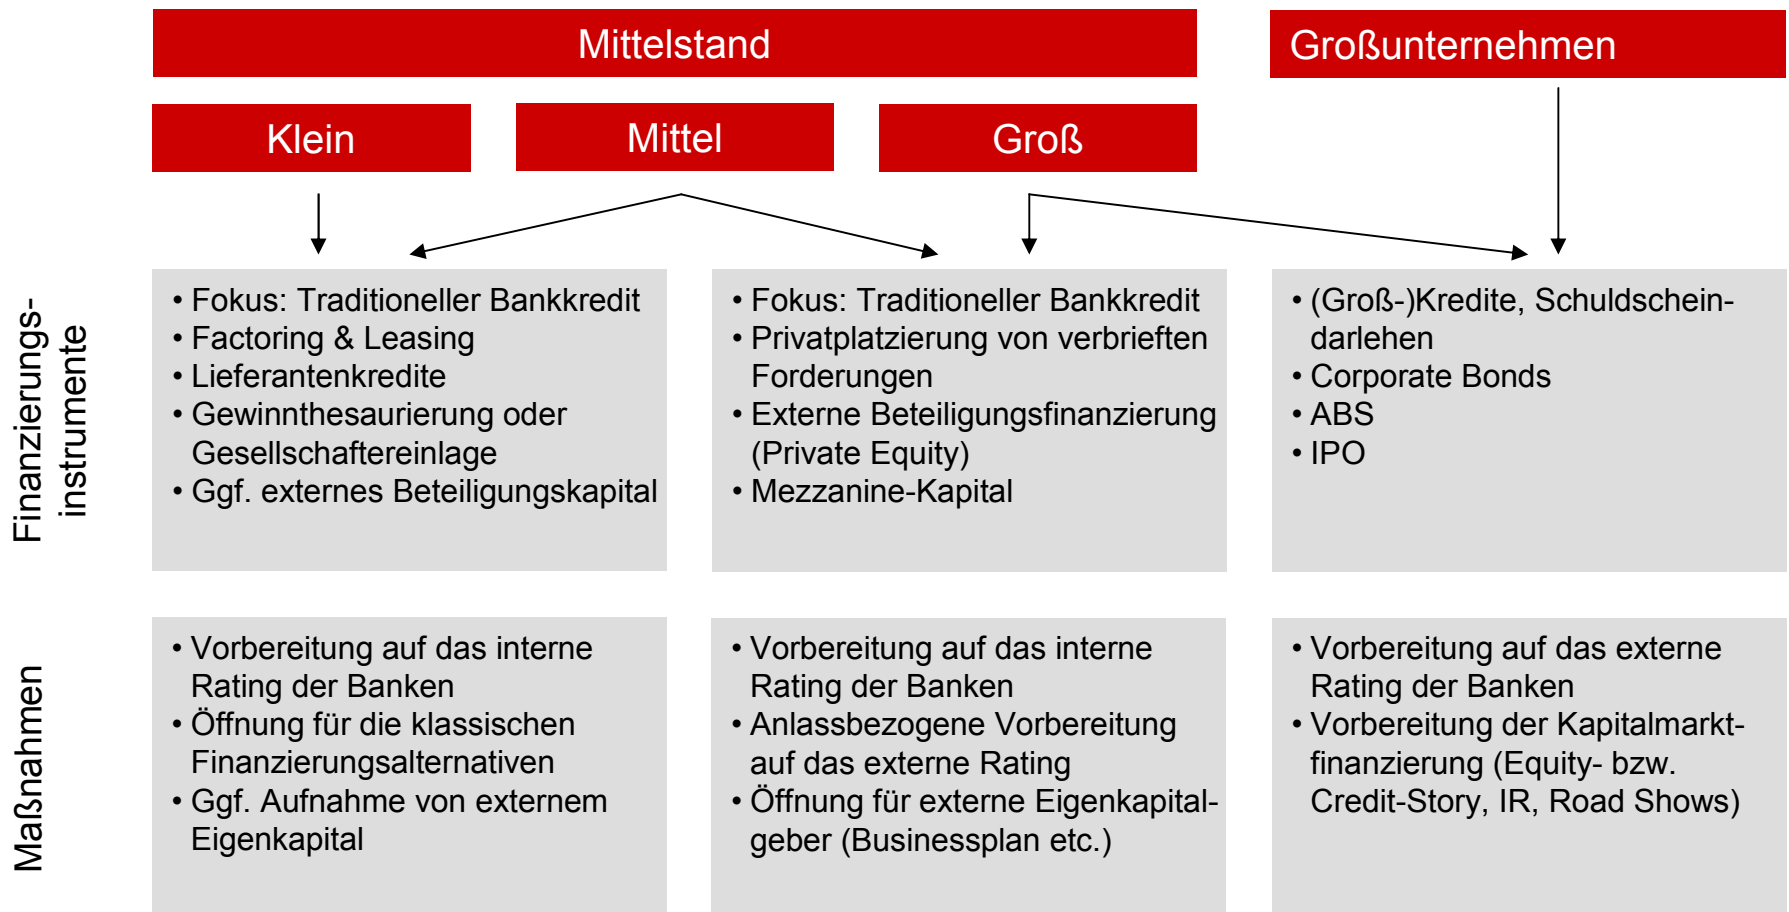 Mittelstand
Großunternehmen
Klein
Mittel
Groß
Finanzierungs-
instrumente
• Fokus: Traditioneller Bankkredit
• Factoring & Leasing
• Lieferantenkredite
• Gewinnthesaurierung oder
Gesellschaftereinlage
• Ggf. externes Beteiligungskapital
• Fokus: Traditioneller Bankkredit
• Privatplatzierung von verbrieften
Forderungen
• Externe Beteiligungsfinanzierung
(Private Equity)
• Mezzanine-Kapital
• (Groß-)Kredite, Schuldschein-
darlehen
• Corporate Bonds
• ABS
• IPO
Maßnahmen
• Vorbereitung auf das interne
Rating der Banken
• Öffnung für die klassischen
Finanzierungsalternativen
• Ggf. Aufnahme von externem
Eigenkapital
• Vorbereitung auf das interne
Rating der Banken
• Anlassbezogene Vorbereitung
auf das externe Rating
• Öffnung für externe Eigenkapital-
geber (Businessplan etc.)
• Vorbereitung auf das externe
Rating der Banken
• Vorbereitung der Kapitalmarkt-
finanzierung (Equity- bzw.
Credit-Story, IR, Road Shows)